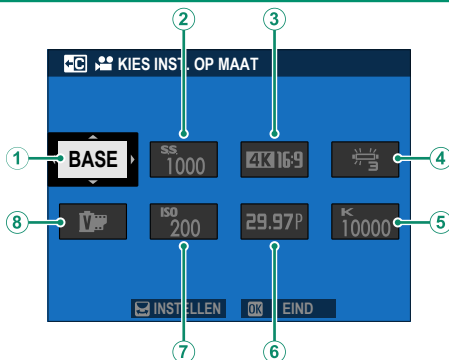 2 3
C KIES INST. OP MAAT
1 BASE S.S. 1000 4K 16:9 3 4
8 V ISO 200 29.97P K 10000 5
INSTELLEN OK EIND
7 6